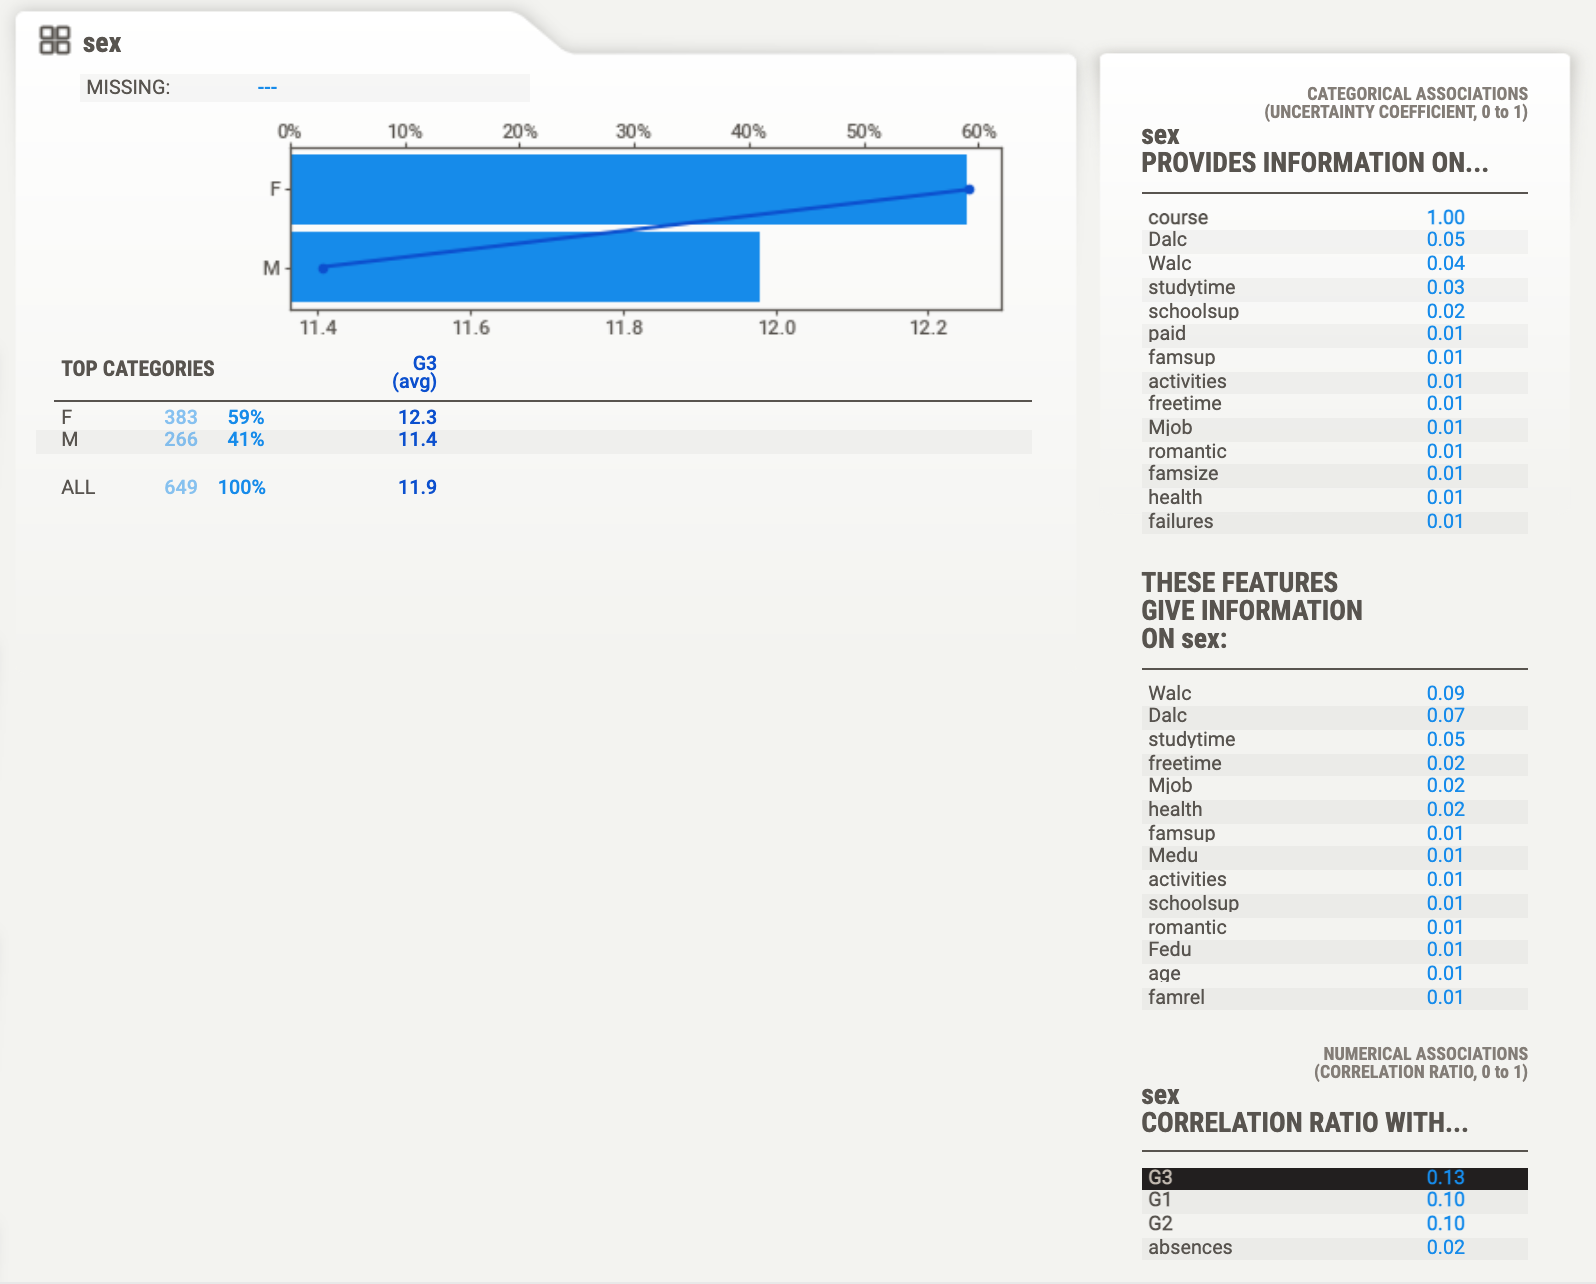 sex
MISSING: ---
0% 10% 20% 30% 40% 50% 60%
F
M
11.4 11.6 11.8 12.0 12.2
TOP CATEGORIES G3
(avg)
F 383 59% 12.3
M 266 41% 11.4
ALL 649 100% 11.9
CATEGORICAL ASSOCIATIONS
(UNCERTAINTY COEFFICIENT, 0 to 1)
sex
PROVIDES INFORMATION ON...
course 1.00
Dalc 0.05
Walc 0.04
studytime 0.03
schoolsup 0.02
paid 0.01
famsup 0.01
activities 0.01
freetime 0.01
Mjob 0.01
romantic 0.01
famsize 0.01
health 0.01
failures 0.01
THESE FEATURES
GIVE INFORMATION
ON sex:
Walc 0.09
Dalc 0.07
studytime 0.05
freetime 0.02
Mjob 0.02
health 0.02
famsup 0.01
Medu 0.01
activities 0.01
schoolsup 0.01
romantic 0.01
Fedu 0.01
age 0.01
famrel 0.01
NUMERICAL ASSOCIATIONS
(CORRELATION RATIO, 0 to 1)
sex
CORRELATION RATIO WITH...
G3 0.13
G1 0.10
G2 0.10
absences 0.02